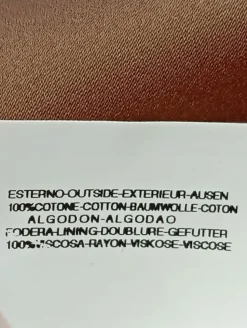 ESTERNO-OUTSIDE-EXTERIEUR-AUSEN
100%COTONE-COTTON-BAUMWOLLE-COTON
ALGODON-ALGODAO
FODERA-LINING-DOUBLURE-GEFUTTER
100%VISCOSA-RAYON-VISKOSE-VISCOSE